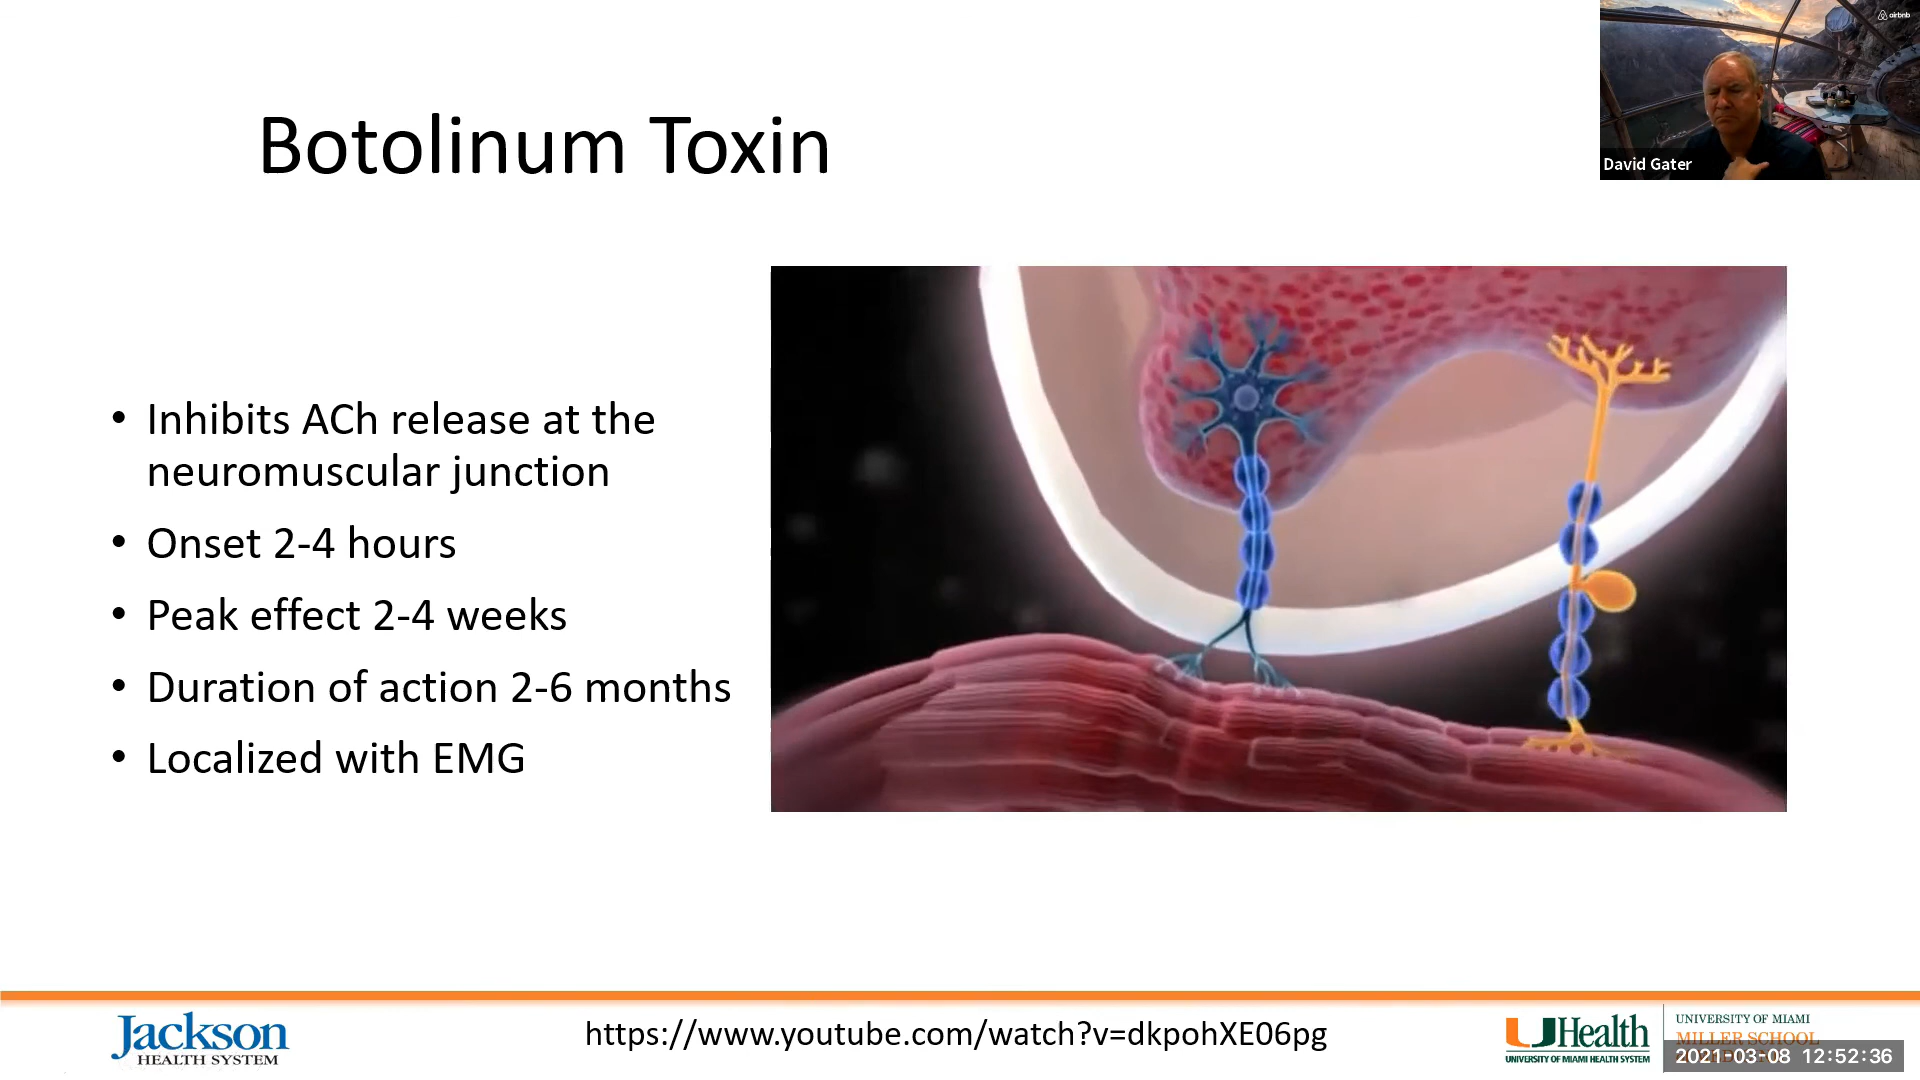 airbnb
David Gater
Botolinum Toxin
• Inhibits ACh release at the
neuromuscular junction
• Onset 2-4 hours
• Peak effect 2-4 weeks
• Duration of action 2-6 months
• Localized with EMG
Jackson
HEALTH SYSTEM
https://www.youtube.com/watch?v=dkpohXE06pg
UHealth
UNIVERSITY OF MIAMI HEALTH SYSTEM
UNIVERSITY OF MIAMI
MILLER SCHOOL
2021-03-08 12:52:36